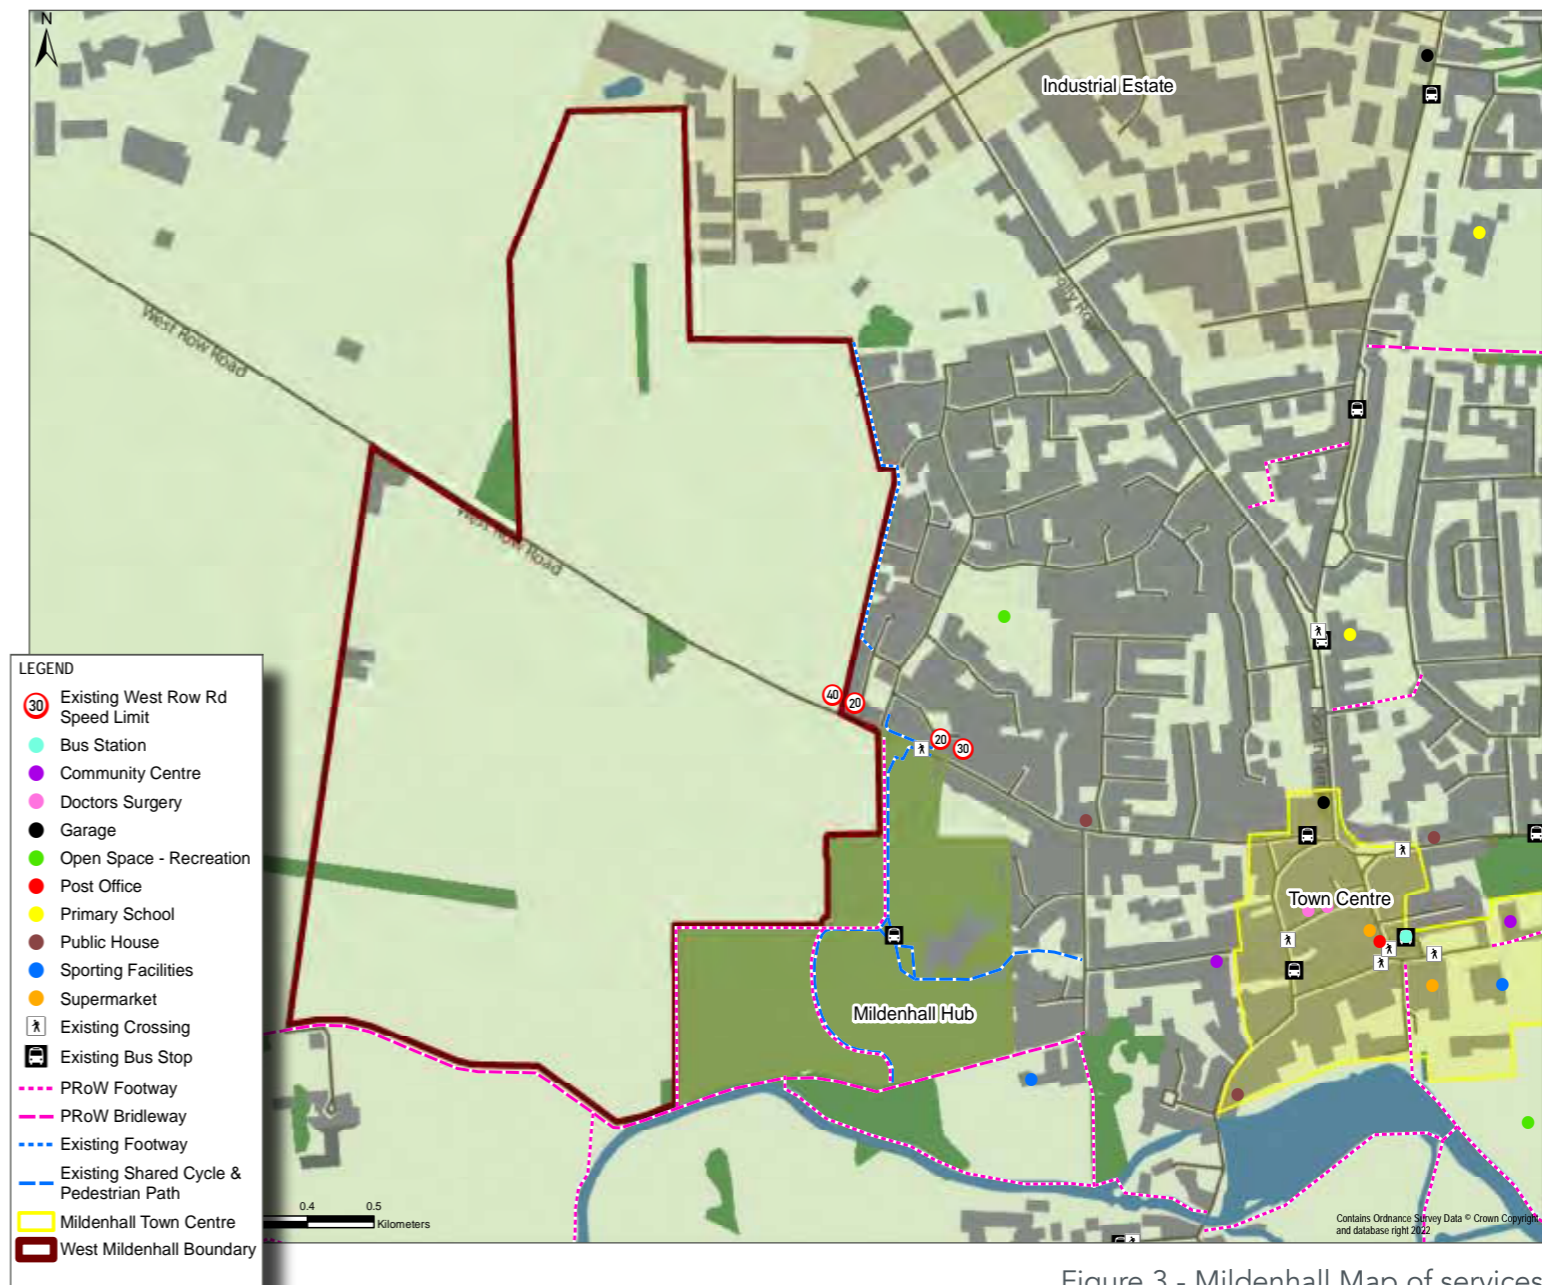 N
Industrial Estate
West Row Road
West Row Road
40
20
20
30
Town Centre
Mildenhall Hub
LEGEND
30 Existing West Row Rd
Speed Limit
Bus Station
Community Centre
Doctors Surgery
Garage
Open Space - Recreation
Post Office
Primary School
Public House
Sporting Facilities
Supermarket
Existing Crossing
Existing Bus Stop
PRoW Footway
PRoW Bridleway
Existing Footway
Existing Shared Cycle &
Pedestrian Path
Mildenhall Town Centre
West Mildenhall Boundary
0.4 0.5
Kilometers
Contains Ordnance Survey Data © Crown Copyright
and database right 2022
Figure 3 - Mildenhall Map of services